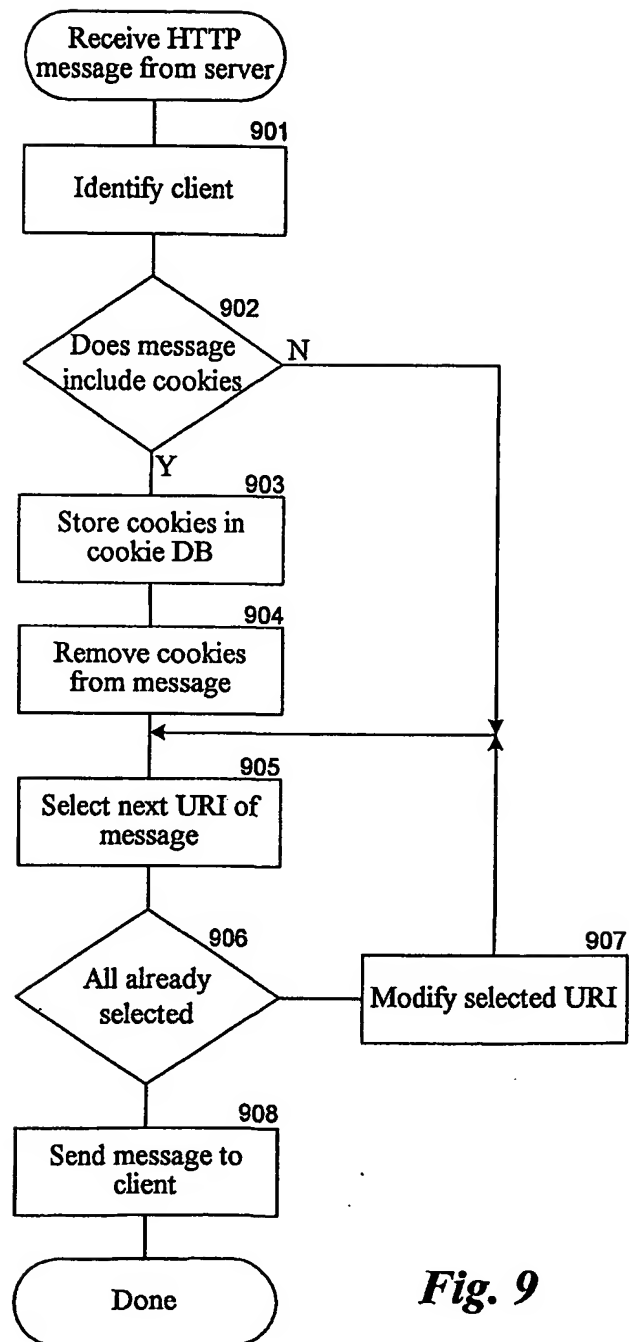 Receive HTTP
message from server
901
Identify client
902
Does message
include cookies
N
Y
903
Store cookies in
cookie DB
904
Remove cookies
from message
905
Select next URI of
message
906
All already
selected
907
Modify selected URI
908
Send message to
client
Done
Fig. 9